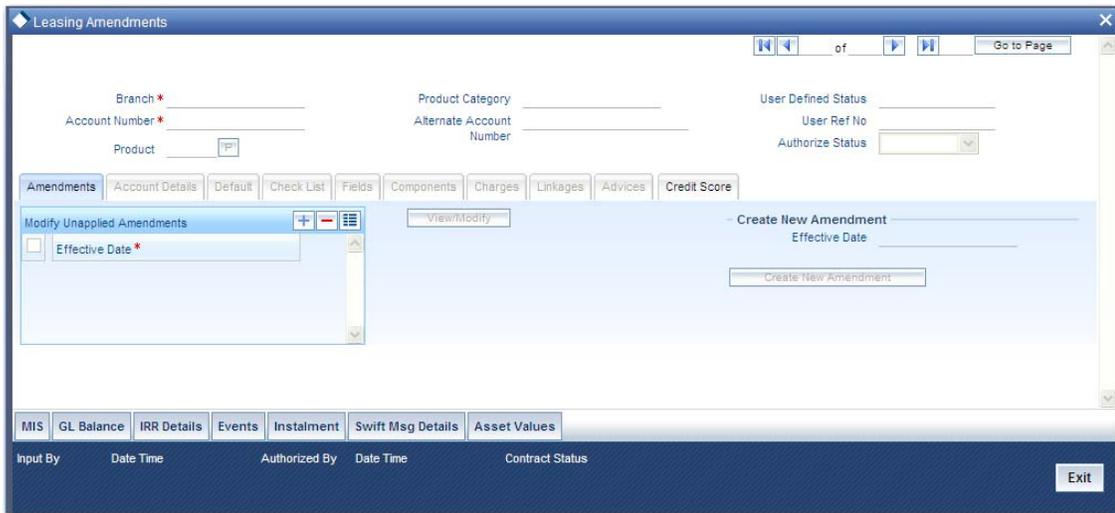 Leasing Amendments
of Go to Page
Branch * Product Category User Defined Status
Account Number * Alternate Account Number User Ref No
Product P Authorize Status
Amendments Account Details Default Check List Fields Components Charges Linkages Advices Credit Score
Modify Unapplied Amendments View/Modify Create New Amendment
Effective Date * Effective Date
Create New Amendment
MIS GL Balance IRR Details Events Instalment Swift Msg Details Asset Values
Input By Date Time Authorized By Date Time Contract Status
Exit